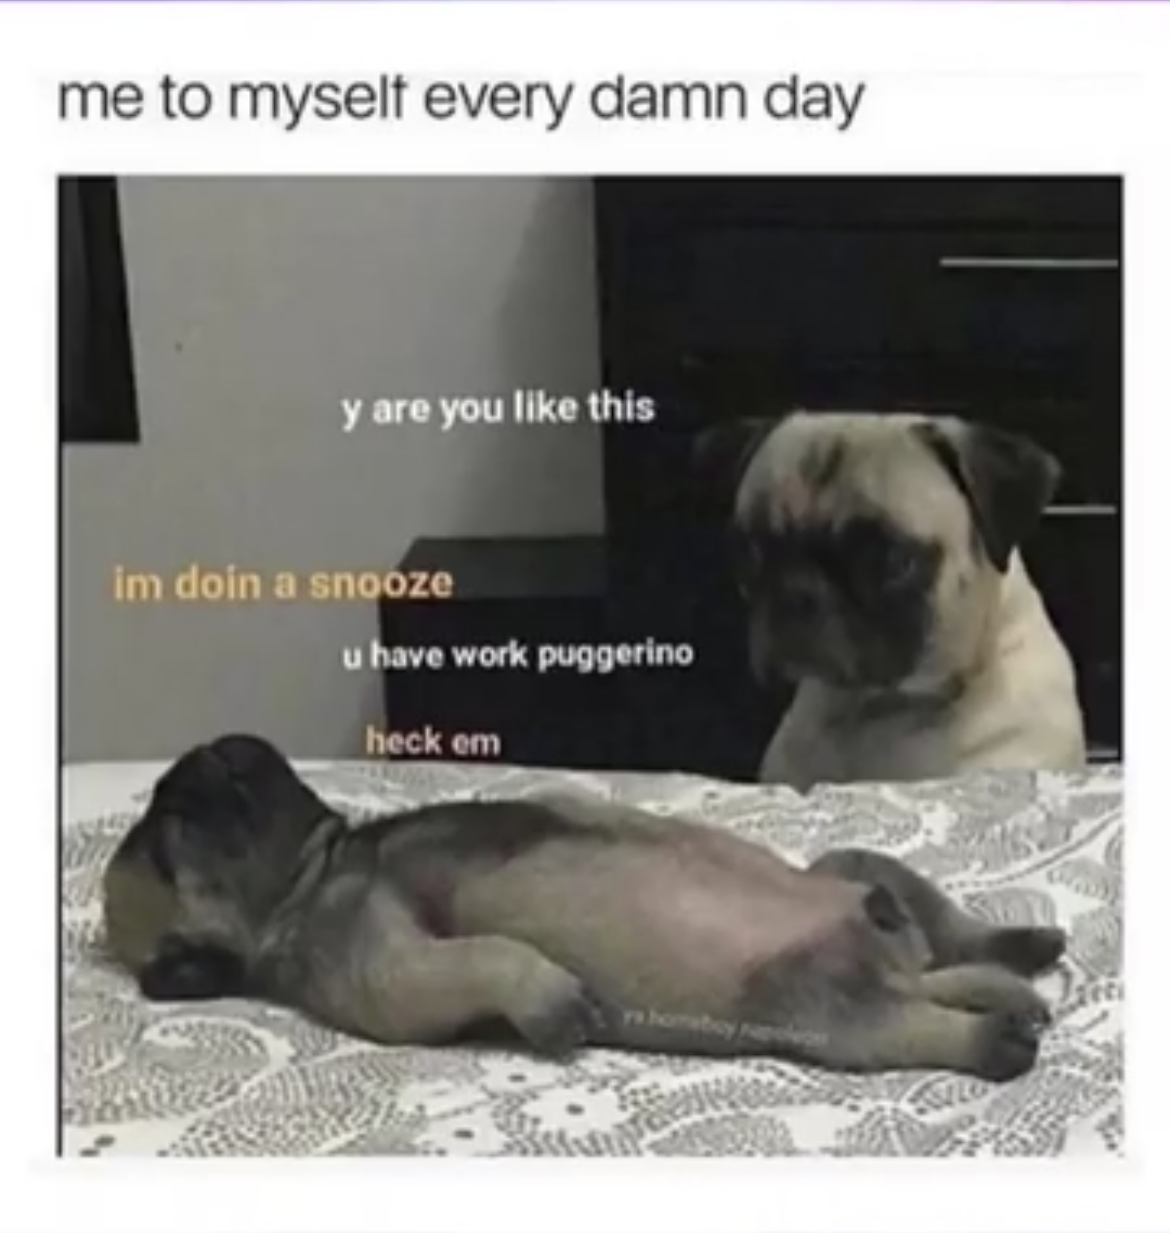 me to myself every damn day
y are you like this
im doin a snooze
u have work puggerino
heck em